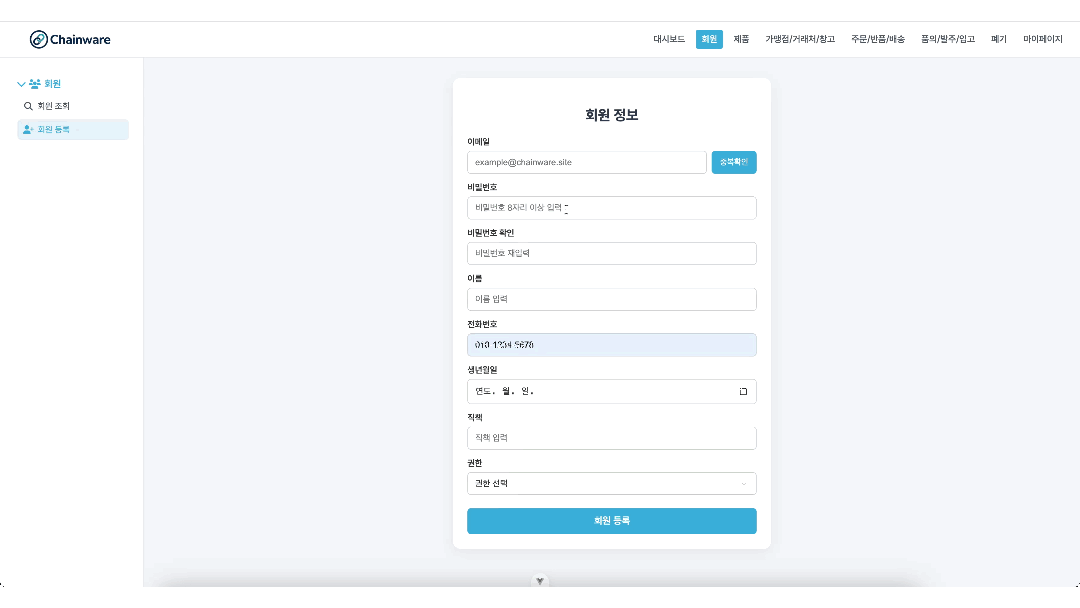 Chainware
대시보드 회원 제품 가맹점/거래처/창고 주문/반품/배송 품의/발주/입고 폐기 마이페이지
회원
회원 조회
회원 등록
회원 정보
이메일
example@chainware.site 중복확인
비밀번호
비밀번호 8자리 이상 입력
비밀번호 확인
비밀번호 재입력
이름
이름 입력
전화번호
생년월일
연도. 월. 일.
직책
직책 입력
권한
권한 선택
회원 등록